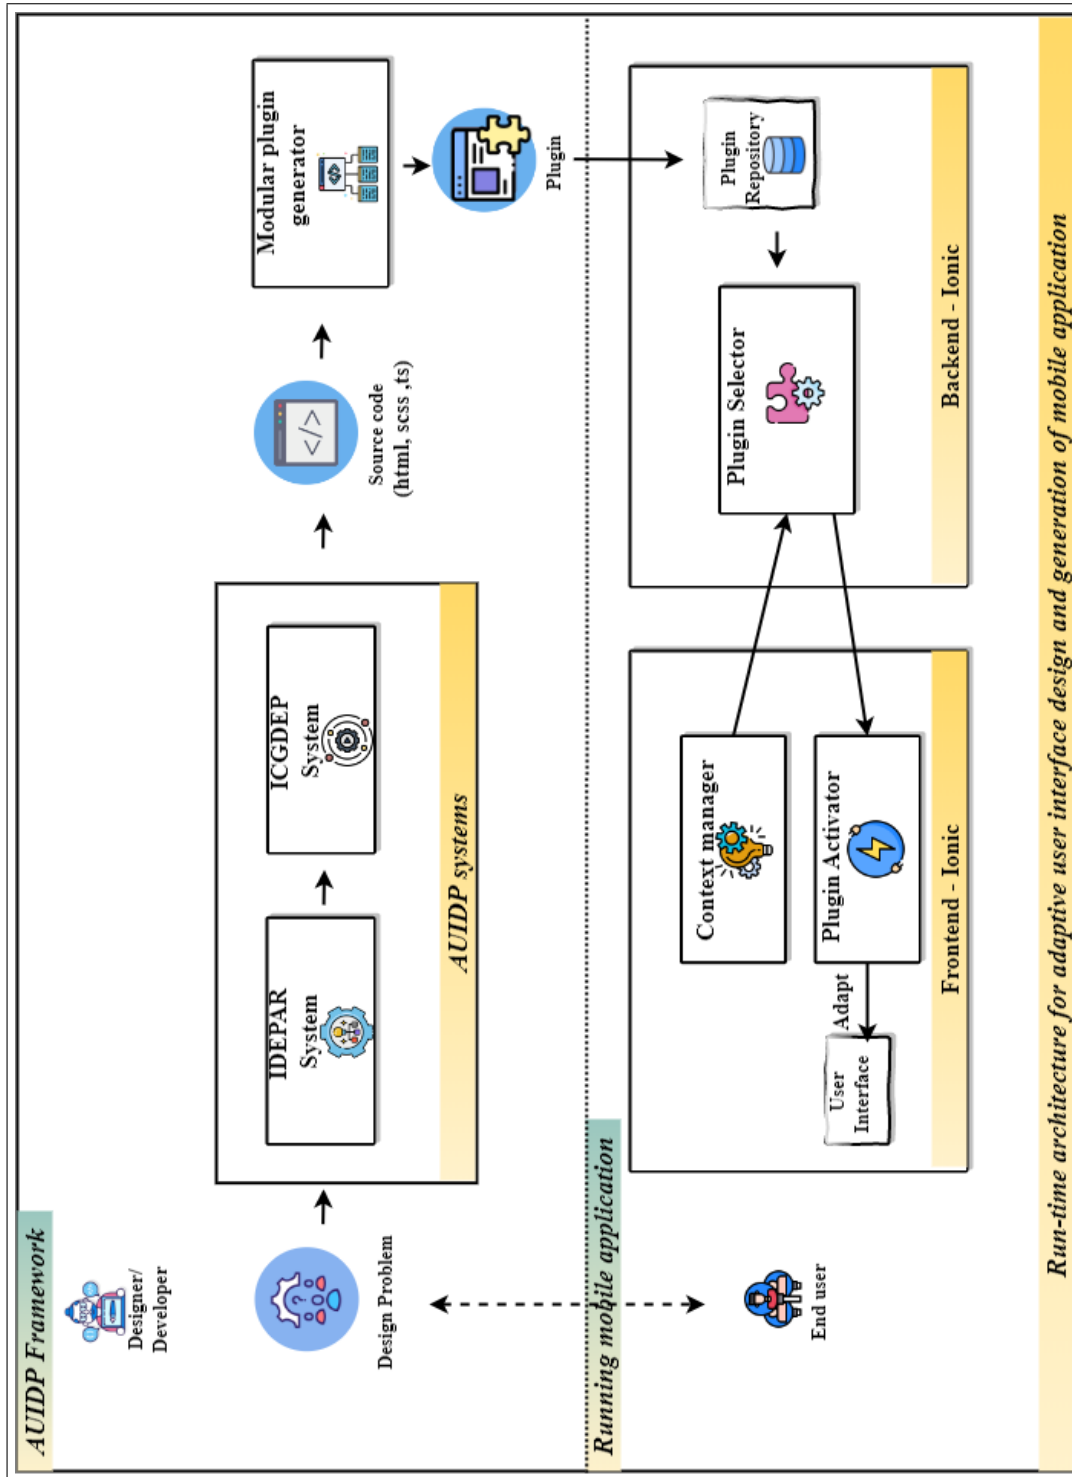 AUIDP Framework
Designer/
Developer
Design Problem
IDEPAR
System
ICGDEP
System
AUIDP systems
Source code
(html, scss ,ts)
Modular plugin
generator
Plugin
Running mobile application
End user
User
Interface
Adapt
Context manager
Plugin Activator
Frontend - Ionic
Plugin Selector
Plugin
Repository
Backend - Ionic
Run-time architecture for adaptive user interface design and generation of mobile application